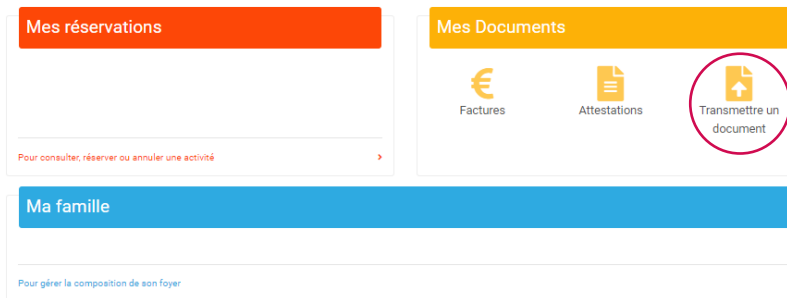 Mes réservations
Pour consulter, réserver ou annuler une activité
Mes Documents
€
Factures
Attestations
Transmettre un
document
Ma famille
Pour gérer la composition de son foyer